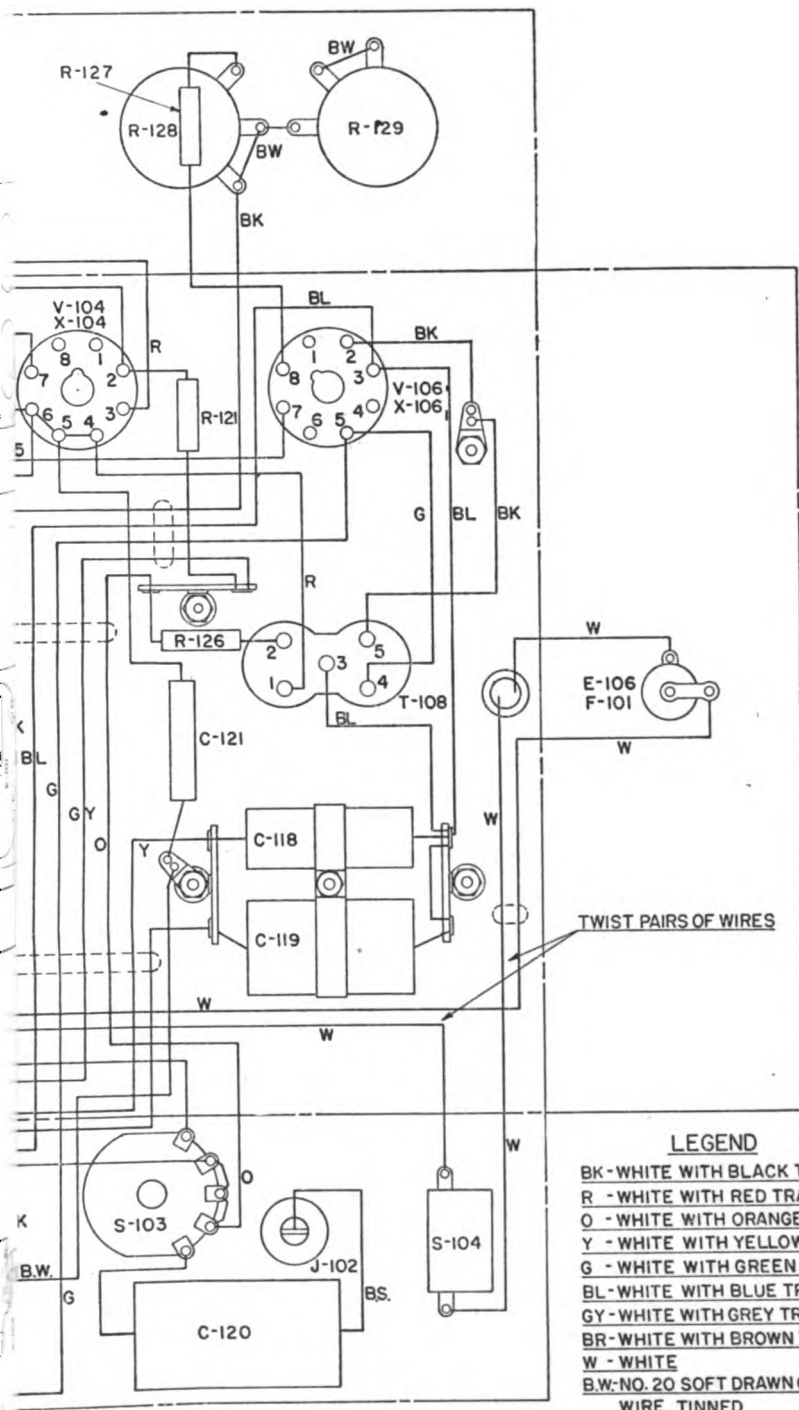 R-127
BW
R-128
R-129
BW
BK
V-104
X-104
BL
BK
R
8
1
7
2
6
3
5
4
R-121
1
2
8
3
7
4
6
5
V-106
X-106
5
G
BL
BK
R
R-126
2
3
5
1
4
T-108
BL
W
E-106
F-101
W
C-121
K
BL
G
GY
O
Y
C-118
C-119
W
TWIST PAIRS OF WIRES
W
W
W
S-103
O
J-102
S-104
K
B.W.
G
B.S.
C-120
LEGEND
BK-WHITE WITH BLACK
R -WHITE WITH RED
O -WHITE WITH ORANGE
Y -WHITE WITH YELLOW
G -WHITE WITH GREEN
BL-WHITE WITH BLUE
GY-WHITE WITH GREY
BR-WHITE WITH BROWN
W - WHITE
B.W.-NO. 20 SOFT DRAWN
WIRE, TINNED